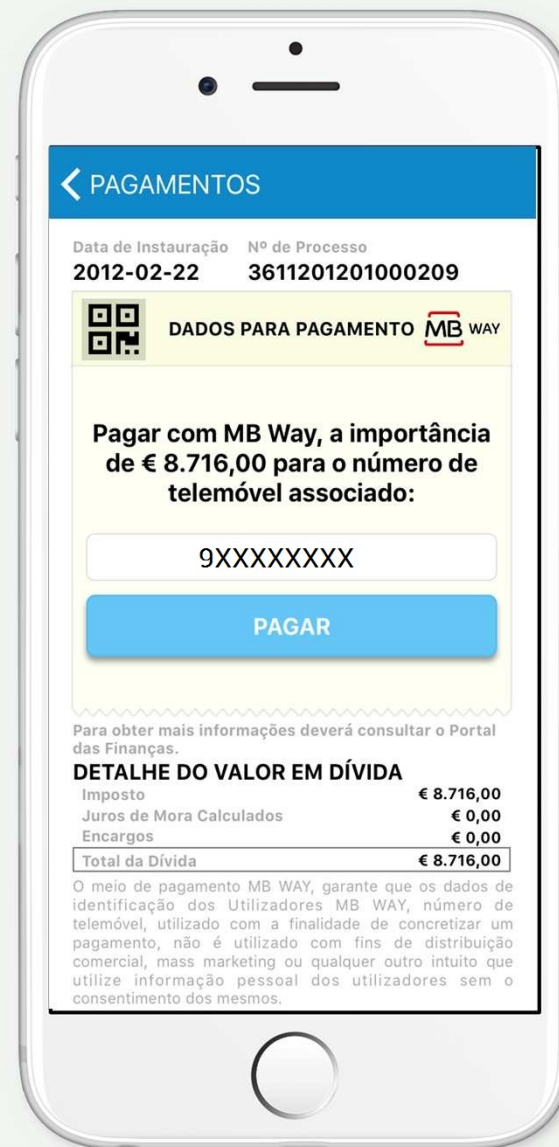 PAGAMENTOS
Data de Instauração Nº de Processo
2012-02-22 3611201201000209
DADOS PARA PAGAMENTO MB WAY
Pagar com MB Way, a importância
de € 8.716,00 para o número de
telemóvel associado:
9XXXXXXXX
PAGAR
Para obter mais informações deverá consultar o Portal
das Finanças.
DETALHE DO VALOR EM DÍVIDA
Imposto € 8.716,00
Juros de Mora Calculados € 0,00
Encargos € 0,00
Total da Dívida € 8.716,00
O meio de pagamento MB WAY, garante que os dados de
identificação dos Utilizadores MB WAY, número de
telemóvel, utilizado com a finalidade de concretizar um
pagamento, não é utilizado com fins de distribuição
comercial, mass marketing ou qualquer outro intuito que
utilize informação pessoal dos utilizadores sem o
consentimento dos mesmos.